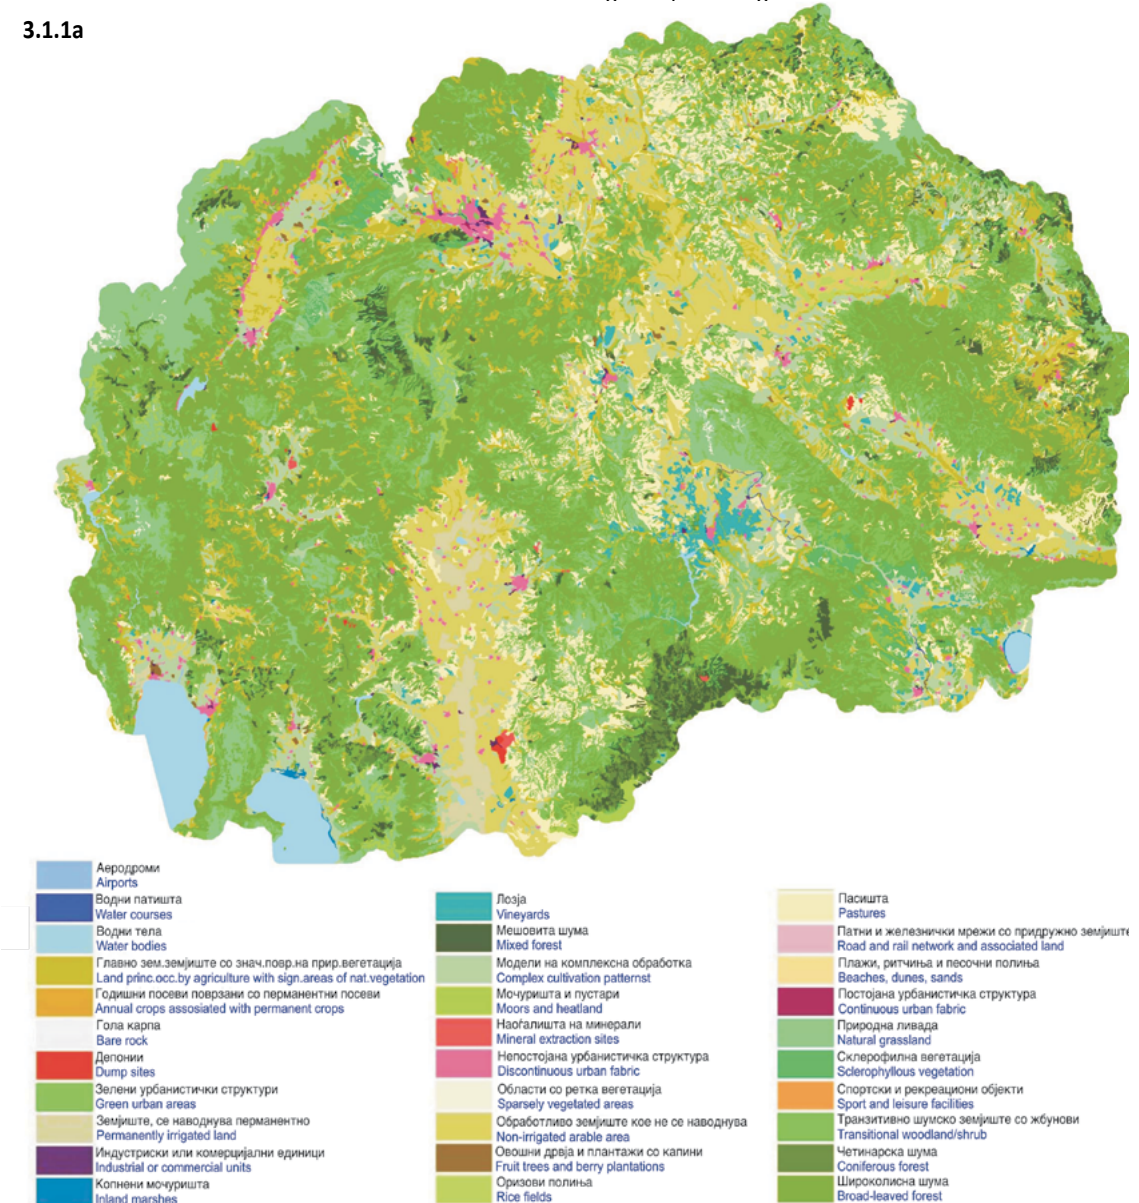 3.1.1a
Аеродроми
Airports
Водни патишта
Water courses
Водни тела
Water bodies
Главно зем.земјиште со знач.повр.на прир.вегетација
Land princ.occ.by agriculture with sign.areas of nat.vegetation
Годишни посеви поврзани со перманентни посеви
Annual crops assosiated with permanent crops
Гола карпа
Bare rock
Депонии
Dump sites
Зелени урбанистички структури
Green urban areas
Земјиште, се наводнува перманентно
Permanently irrigated land
Индустриски или комерцијални единици
Industrial or commercial units
Копнени мочуришта
Inland marshes
Лозја
Vineyards
Мешовита шума
Mixed forest
Модели на комплексна обработка
Complex cultivation patternst
Мочуришта и пустари
Moors and heatland
Наоѓалишта на минерали
Mineral extraction sites
Непостојана урбанистичка структура
Discontinuous urban fabric
Области со ретка вегетација
Sparsely vegetated areas
Обработливо земјиште кое не се наводнува
Non-irrigated arable area
Овошни дрвја и плантажи со капини
Fruit trees and berry plantations
Оризови полиња
Rice fields
Пасишта
Pastures
Патни и железнички мрежи со придружно земјиште
Road and rail network and associated land
Плажи, ритчиња и песочни полиња
Beaches, dunes, sands
Постојана урбанистичка структура
Continuous urban fabric
Природна ливада
Natural grassland
Склерофилна вегетација
Sclerophyllous vegetation
Спортски и рекреациони објекти
Sport and leisure facilities
Транзитивно шумско земјиште со жбунови
Transitional woodland/shrub
Четинарска шума
Coniferous forest
Широколисна шума
Broad-leaved forest